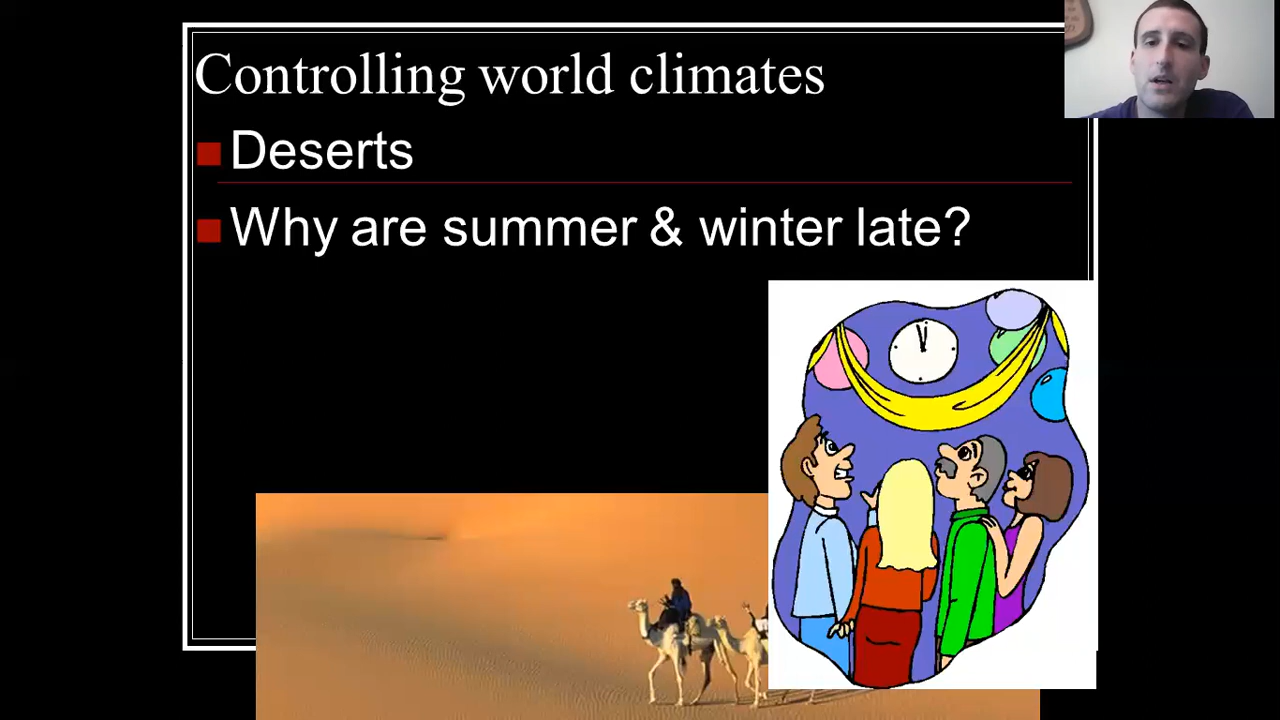 Controlling world climates
Deserts
Why are summer & winter late?